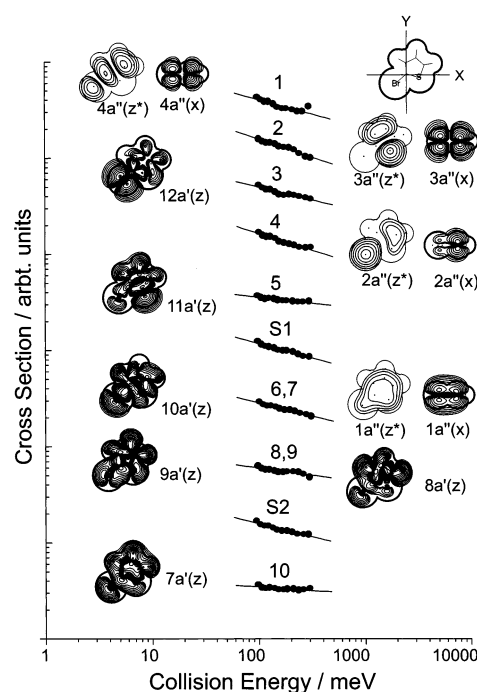 Y
X
Br
S
4a"(z*)
4a"(x)
1
2
3a"(z*)
3a"(x)
12a'(z)
3
4
2a"(z*)
2a"(x)
11a'(z)
5
S1
10a'(z)
6,7
1a"(z*)
1a"(x)
9a'(z)
8,9
8a'(z)
S2
7a'(z)
10
Cross Section / arbt. units
1
10
100
1000
10000
Collision Energy / meV